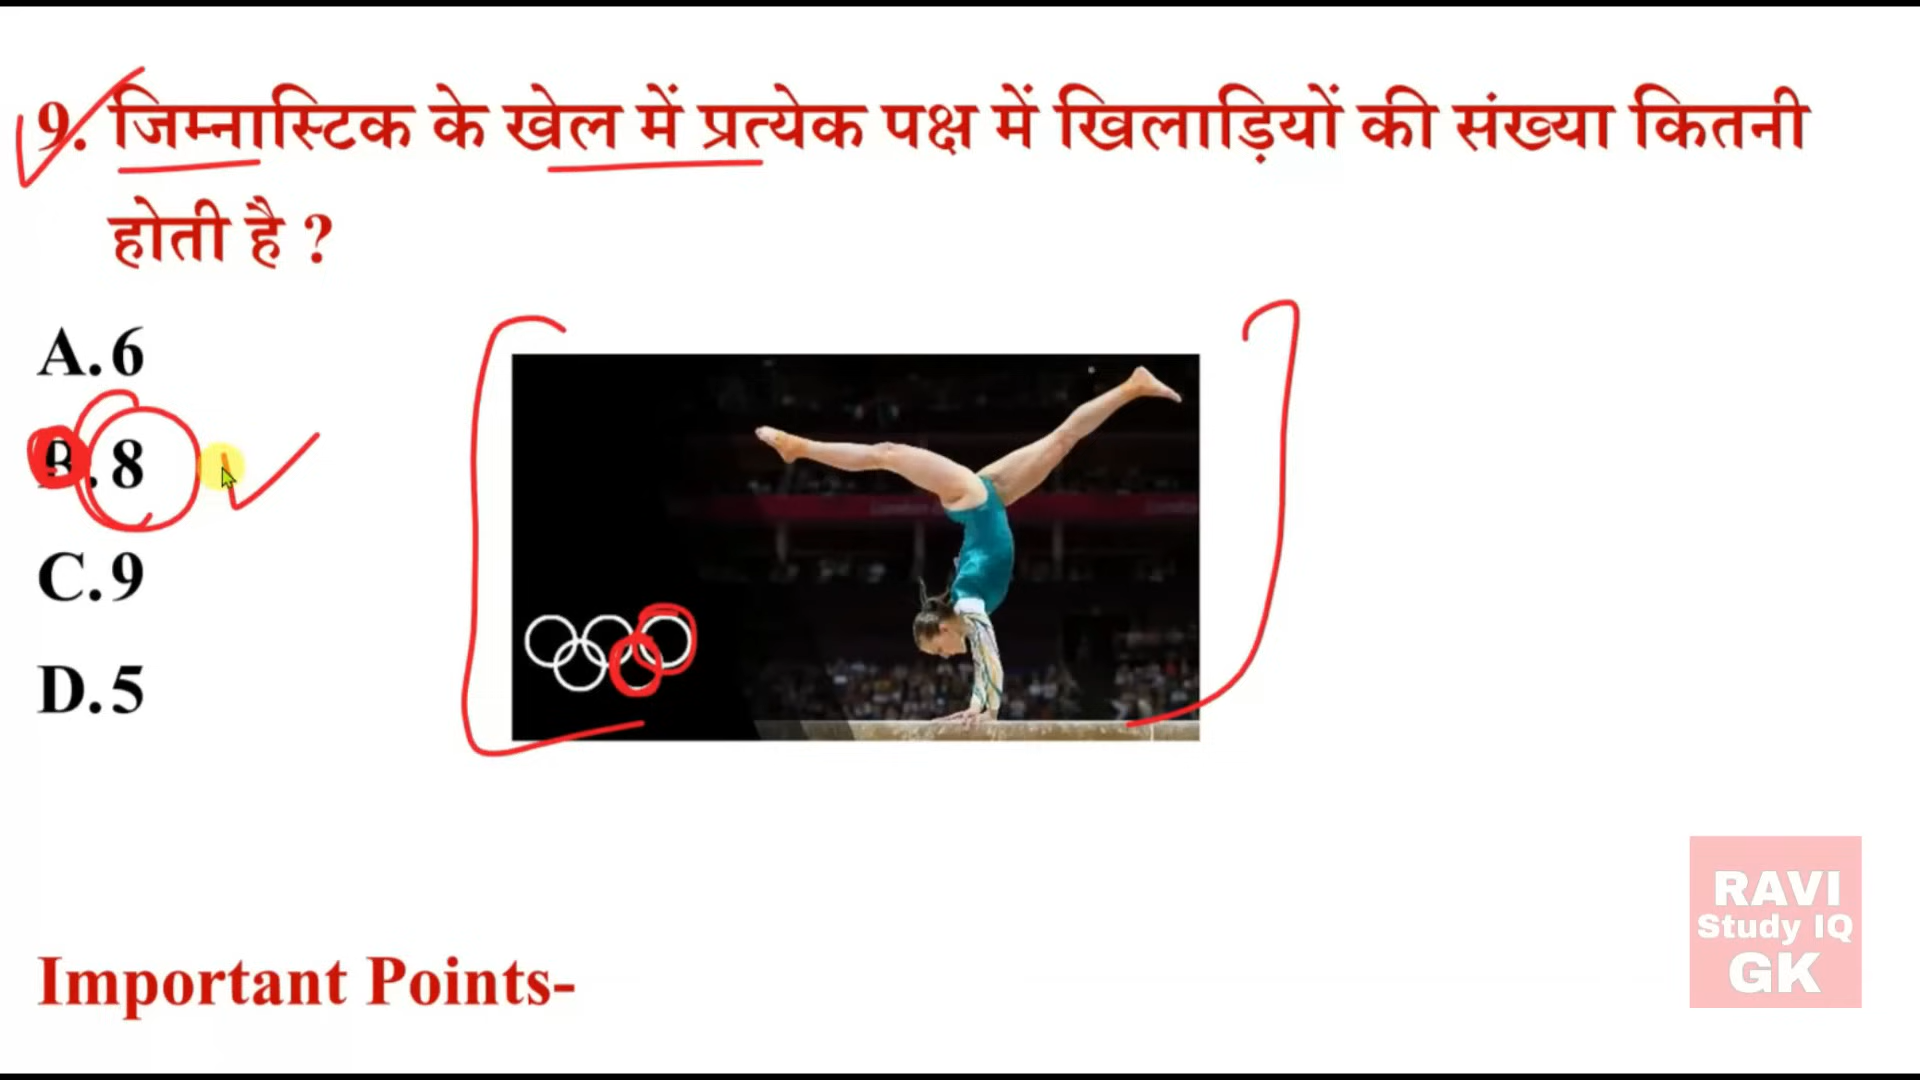 9. जिम्नास्टिक के खेल में प्रत्येक पक्ष में खिलाड़ियों की संख्या कितनी
होती है ?
A. 6
B. 8
C. 9
D. 5
Important Points-
RAVI
Study IQ
GK